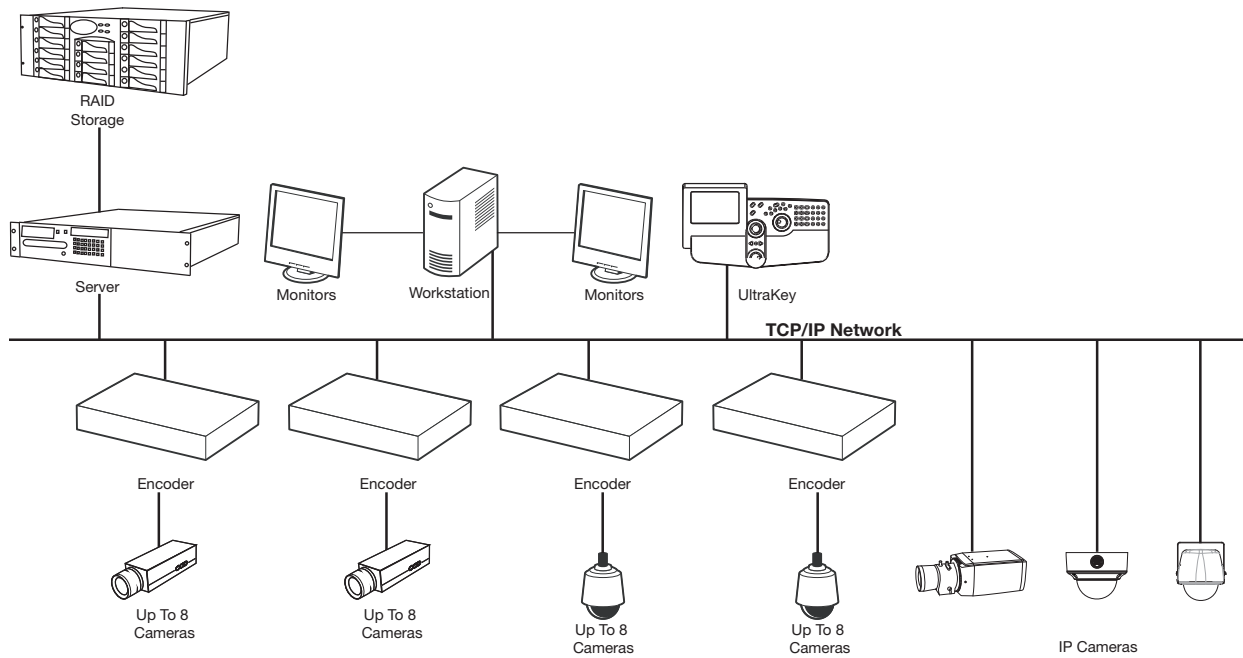 RAID
Storage
Server
Monitors
Workstation
Monitors
UltraKey
TCP/IP Network
Encoder
Encoder
Encoder
Encoder
Up To 8
Cameras
Up To 8
Cameras
Up To 8
Cameras
Up To 8
Cameras
IP Cameras